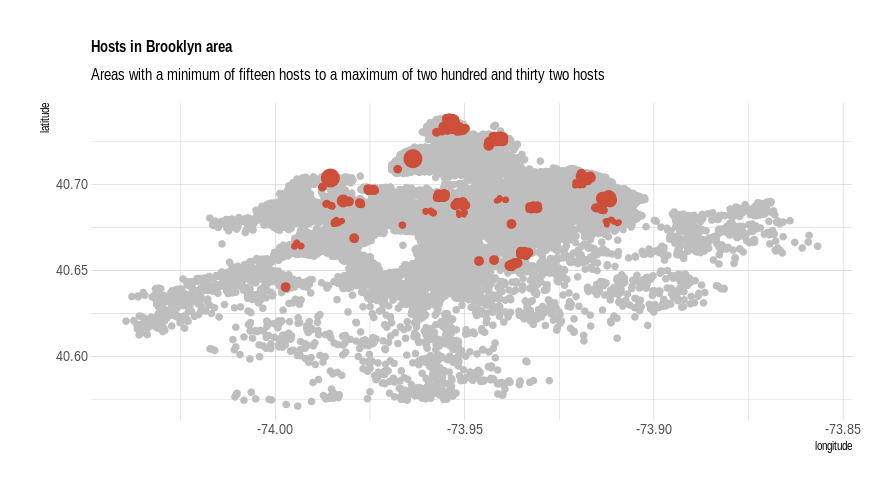 Hosts in Brooklyn area
Areas with a minimum of fifteen hosts to a maximum of two hundred and thirty two hosts
latitude
40.70
40.65
40.60
-74.00 -73.95 -73.90 -73.85
longitude